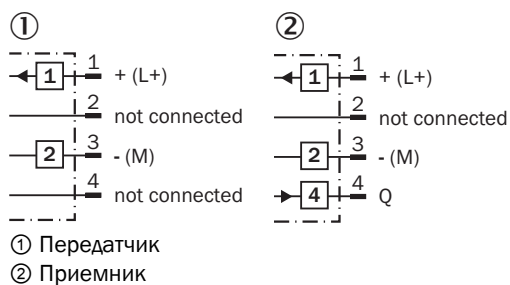 ① ②
1 1 + (L+) 1 1 + (L+)
2 not connected 2 not connected
2 3 - (M) 2 3 - (M)
4 not connected 4 4 Q
① Передатчик
② Приемник